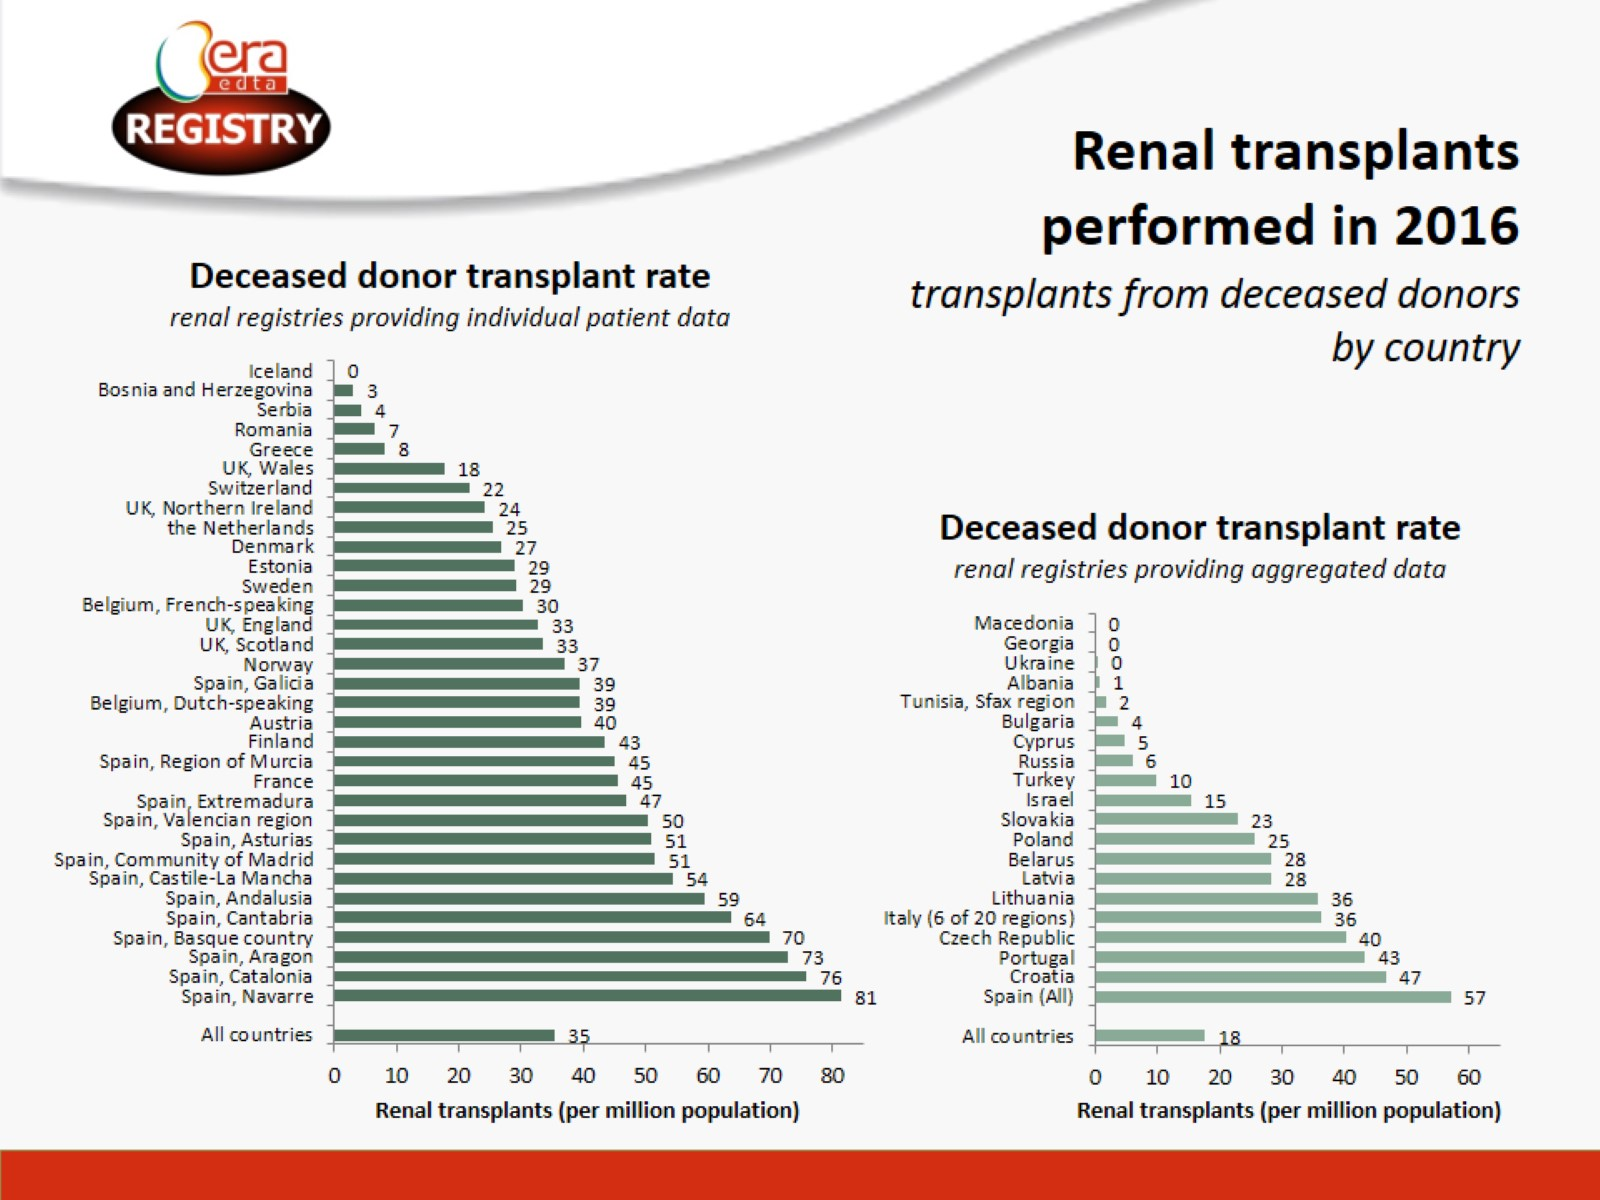 era
edta
REGISTRY
Renal transplants
performed in 2016
transplants from deceased donors
by country
Deceased donor transplant rate
renal registries providing individual patient data
Iceland 0
Bosnia and Herzegovina 3
Serbia 4
Romania 7
Greece 8
UK, Wales 18
Switzerland 22
UK, Northern Ireland 24
the Netherlands 25
Denmark 27
Estonia 29
Sweden 29
Belgium, French-speaking 30
UK, England 33
UK, Scotland 33
Norway 37
Spain, Galicia 39
Belgium, Dutch-speaking 39
Austria 40
Finland 43
Spain, Region of Murcia 45
France 45
Spain, Extremadura 47
Spain, Valencian region 50
Spain, Asturias 51
Spain, Community of Madrid 51
Spain, Castile-La Mancha 54
Spain, Andalusia 59
Spain, Cantabria 64
Spain, Basque country 70
Spain, Aragon 73
Spain, Catalonia 76
Spain, Navarre 81
All countries 35
0 10 20 30 40 50 60 70 80
Renal transplants (per million population)
Deceased donor transplant rate
renal registries providing aggregated data
Macedonia 0
Georgia 0
Ukraine 0
Albania 1
Tunisia, Sfax region 2
Bulgaria 4
Cyprus 5
Russia 6
Turkey 10
Israel 15
Slovakia 23
Poland 25
Belarus 28
Latvia 28
Lithuania 36
Italy (6 of 20 regions) 36
Czech Republic 40
Portugal 43
Croatia 47
Spain (All) 57
All countries 18
0 10 20 30 40 50 60
Renal transplants (per million population)